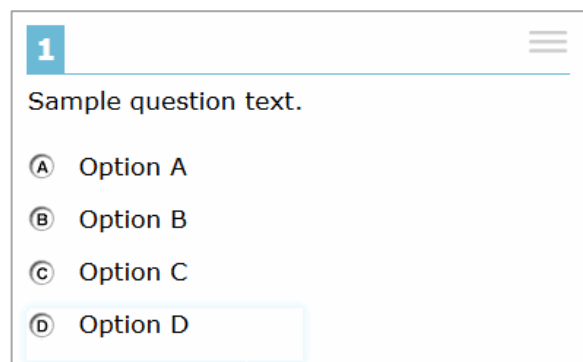 1
Sample question text.
A Option A
B Option B
C Option C
D Option D